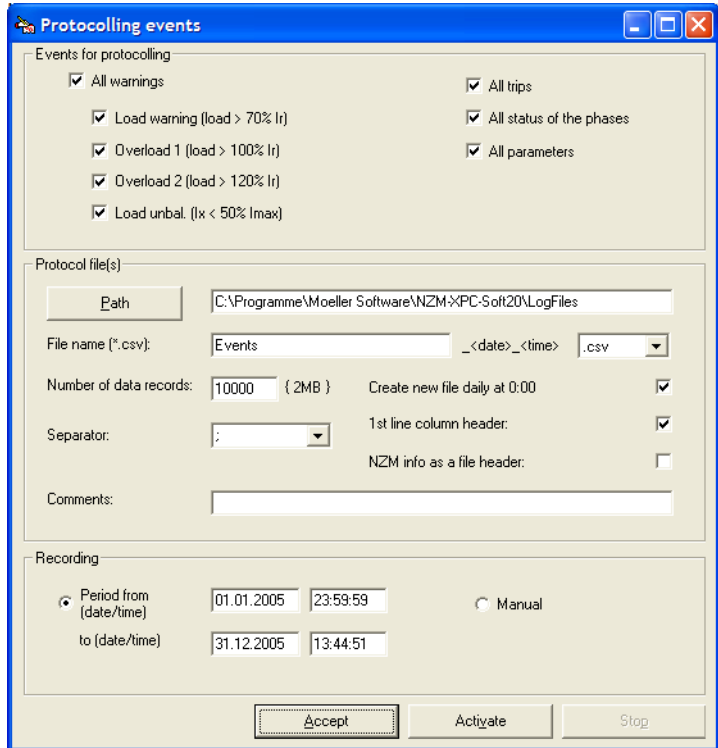 Protocolling events
Events for protocolling
All warnings
Load warning (load > 70% Ir)
Overload 1 (load > 100% Ir)
Overload 2 (load > 120% Ir)
Load unbal. (Ix < 50% Imax)
All trips
All status of the phases
All parameters
Protocol file(s)
Path
C:\Programme\Moeller Software\NZM-XPC-Soft20\LogFiles
File name (*.csv):
Events
_<date>_<time>
.csv
Number of data records:
10000
{ 2MB }
Create new file daily at 0:00
Separator:
;
1st line column header:
NZM info as a file header:
Comments:
Recording
Period from
(date/time)
01.01.2005
23:59:59
Manual
to (date/time)
31.12.2005
13:44:51
Accept
Activate
Stop